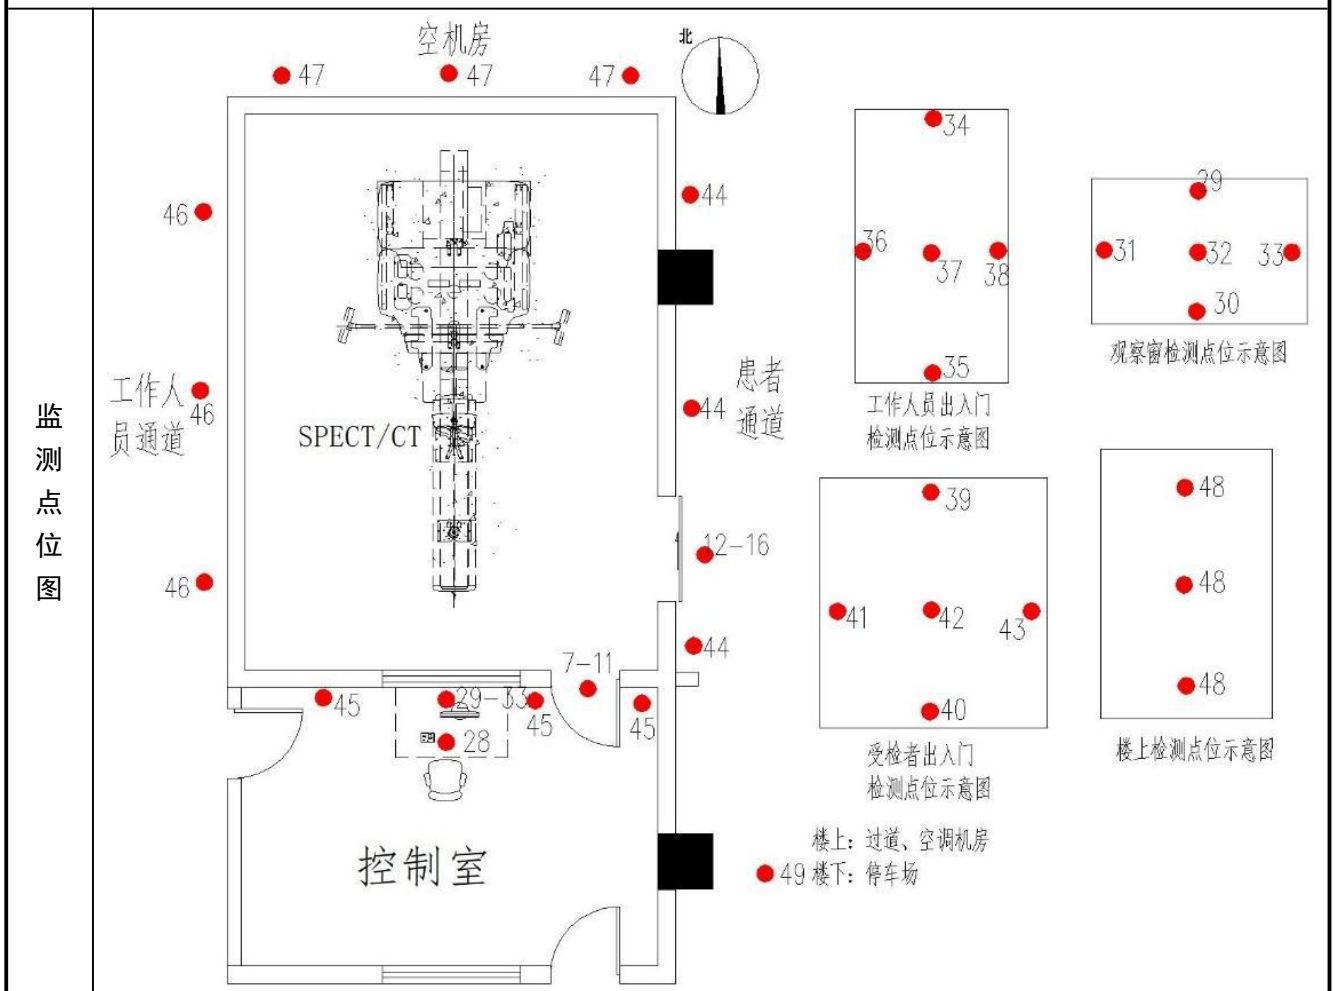 监
测
点
位
图
空机房
北
47
47
47
46
44
工作人
员通道
46
SPECT/CT
44
患者
通道
46
12-16
44
7-11
45
29-33
45
45
28
控制室
34
36
37
38
35
工作人员出入门
检测点位示意图
29
31
32
33
30
观察窗检测点位示意图
39
41
42
43
40
受检者出入门
检测点位示意图
48
48
48
楼上检测点位示意图
楼上: 过道、空调机房
49 楼下: 停车场